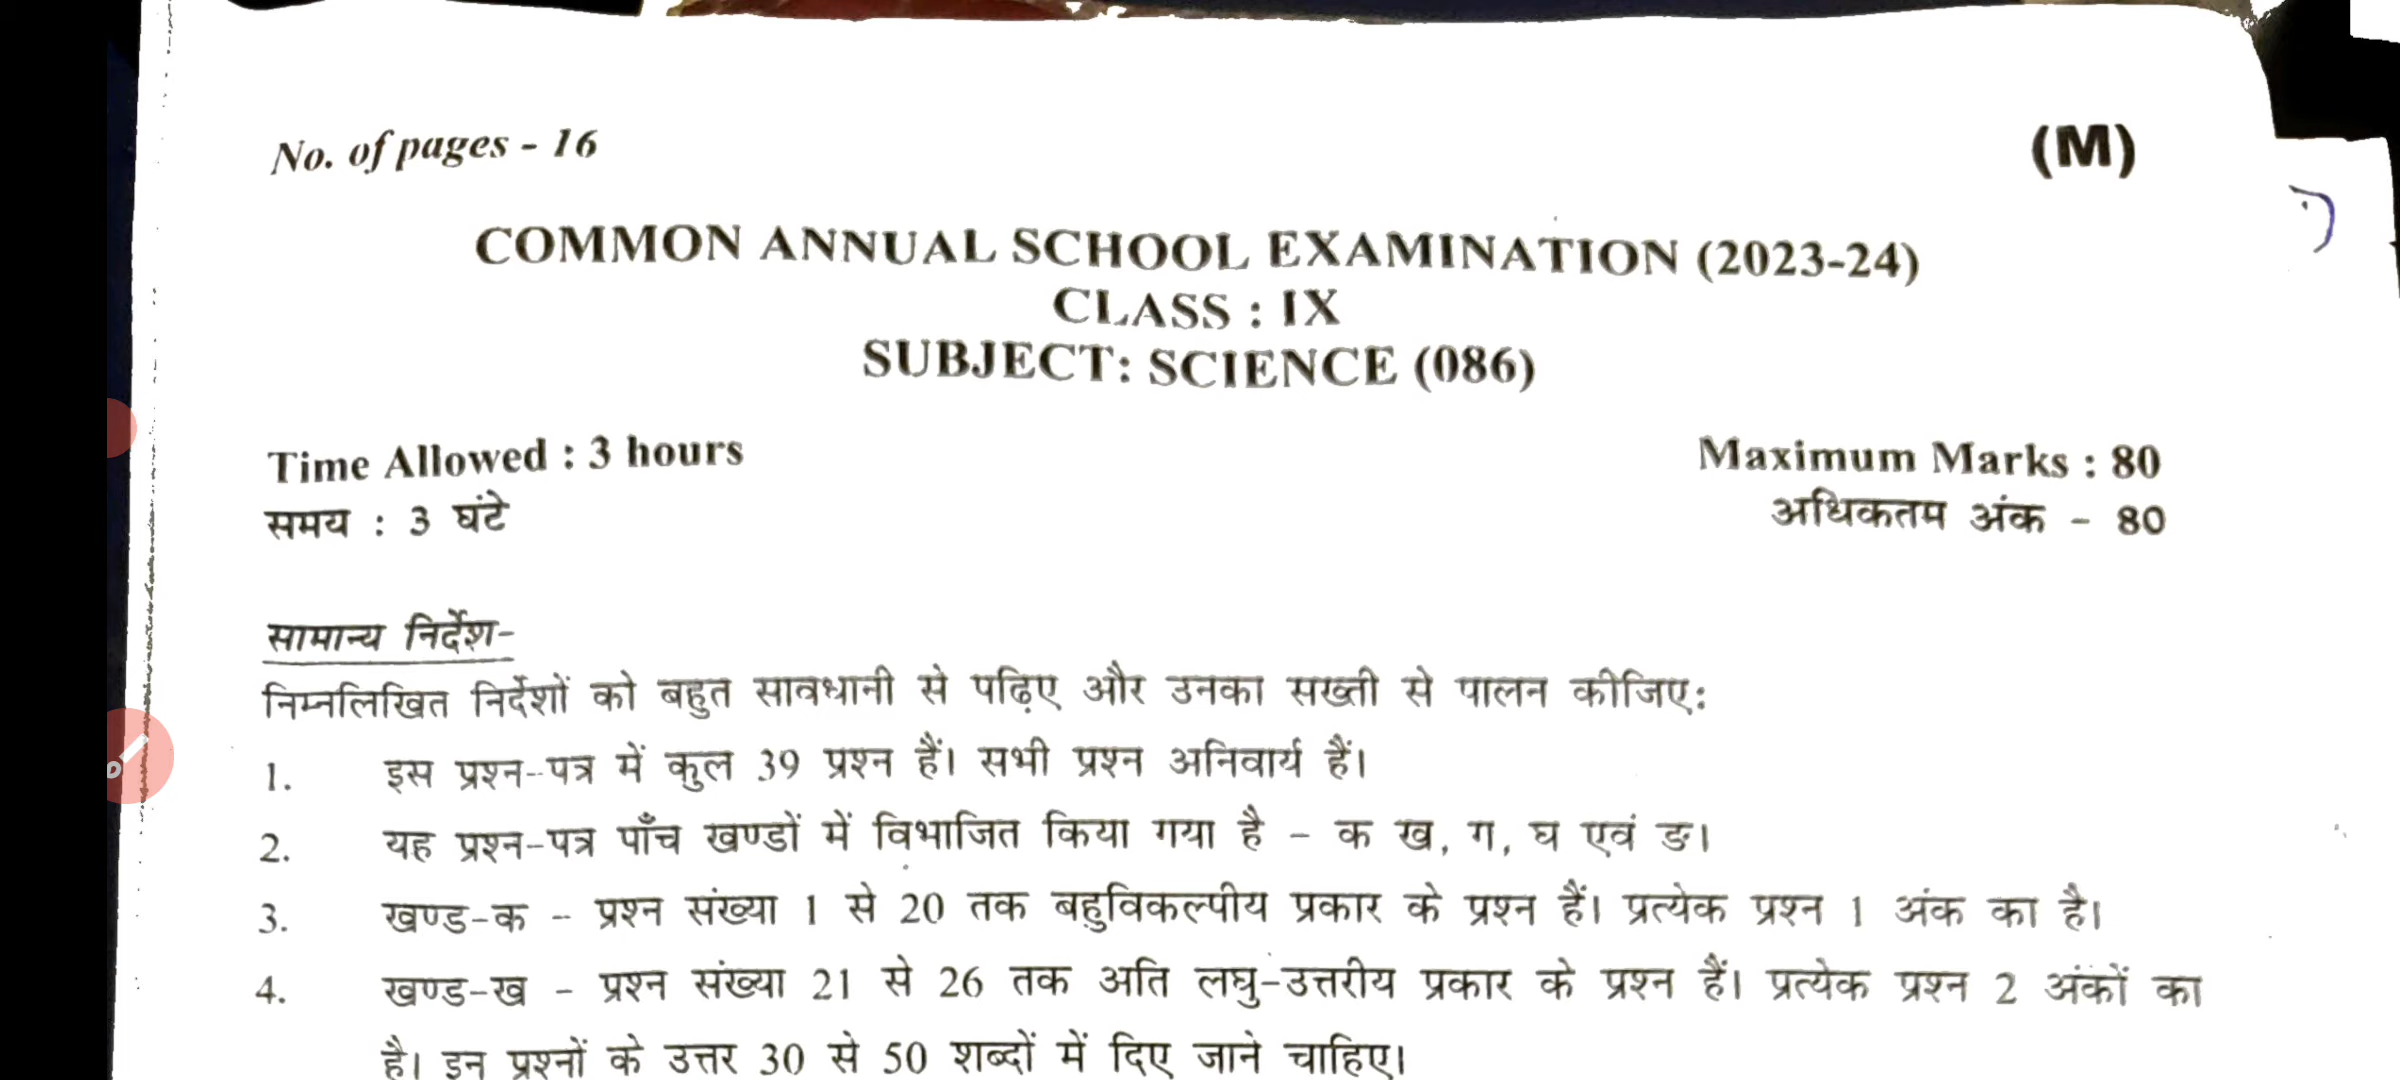 No. of pages - 16
(M)
COMMON ANNUAL SCHOOL EXAMINATION (2023-24)
CLASS : IX
SUBJECT: SCIENCE (086)
Time Allowed : 3 hours
Maximum Marks : 80
समय : 3 घंटे
अधिकतम अंक - 80
सामान्य निर्देश-
निम्नलिखित निर्देशों को बहुत सावधानी से पढ़िए और उनका सख्ती से पालन कीजिए:
1. इस प्रश्न-पत्र में कुल 39 प्रश्न हैं। सभी प्रश्न अनिवार्य हैं।
2. यह प्रश्न-पत्र पाँच खण्डों में विभाजित किया गया है - क ख, ग, घ एवं ङ।
3. खण्ड-क - प्रश्न संख्या 1 से 20 तक बहुविकल्पीय प्रकार के प्रश्न हैं। प्रत्येक प्रश्न 1 अंक का है।
4. खण्ड-ख - प्रश्न संख्या 21 से 26 तक अति लघु-उत्तरीय प्रकार के प्रश्न हैं। प्रत्येक प्रश्न 2 अंकों का
है। इन प्रश्नों के उत्तर 30 से 50 शब्दों में दिए जाने चाहिए।